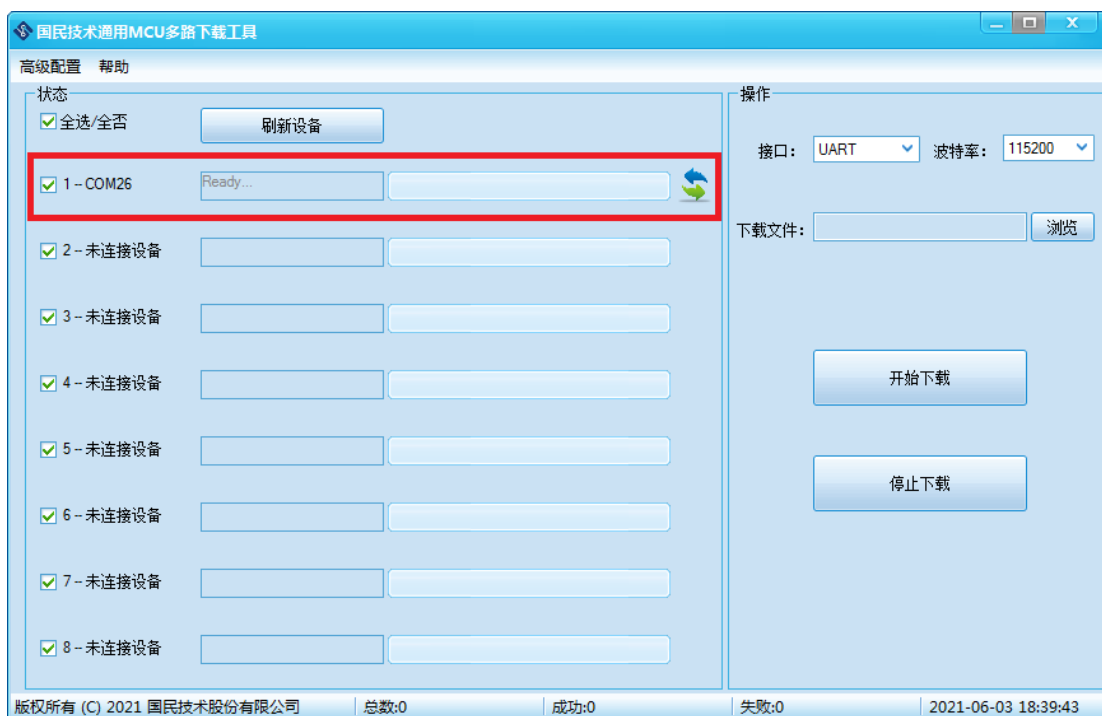 国民技术通用MCU多路下载工具
高级配置 帮助
状态
全选/全否 刷新设备
1--COM26 Ready...
2--未连接设备
3--未连接设备
4--未连接设备
5--未连接设备
6--未连接设备
7--未连接设备
8--未连接设备
操作
接口: UART 波特率: 115200
下载文件: 浏览
开始下载
停止下载
版权所有 (C) 2021 国民技术股份有限公司 总数:0 成功:0 失败:0 2021-06-03 18:39:43